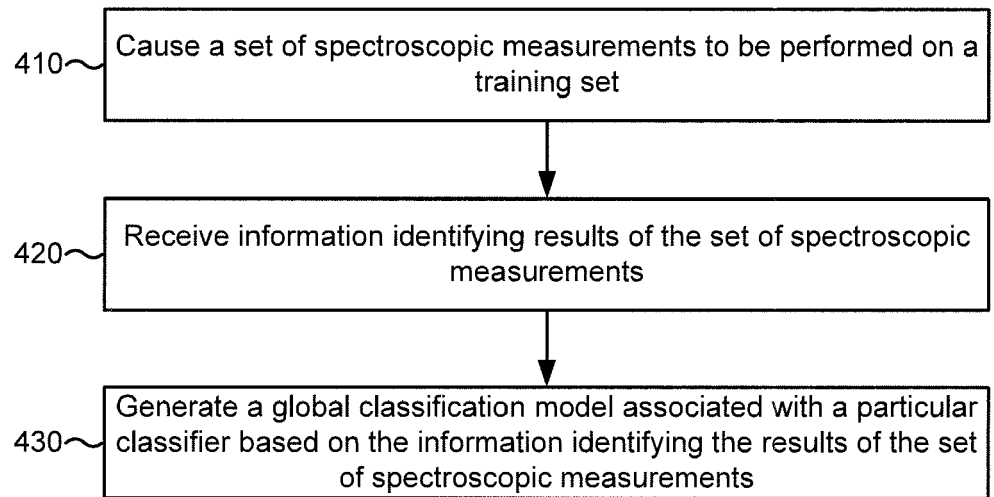 410
Cause a set of spectroscopic measurements to be performed on a
training set
420
Receive information identifying results of the set of spectroscopic
measurements
430
Generate a global classification model associated with a particular
classifier based on the information identifying the results of the set
of spectroscopic measurements